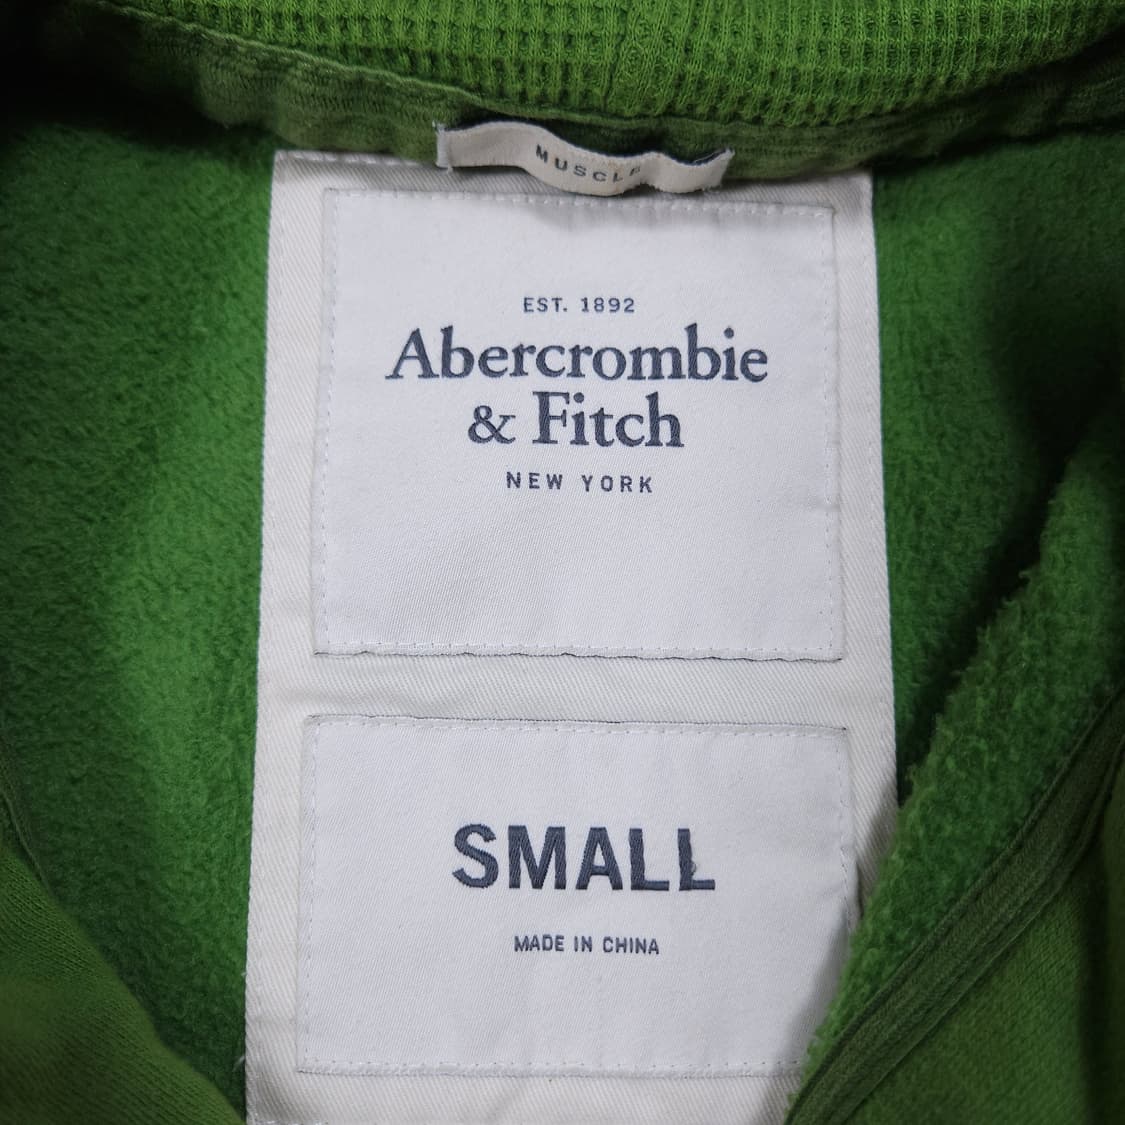 MUSCLE
EST. 1892
Abercrombie
& Fitch
NEW YORK
SMALL
MADE IN CHINA